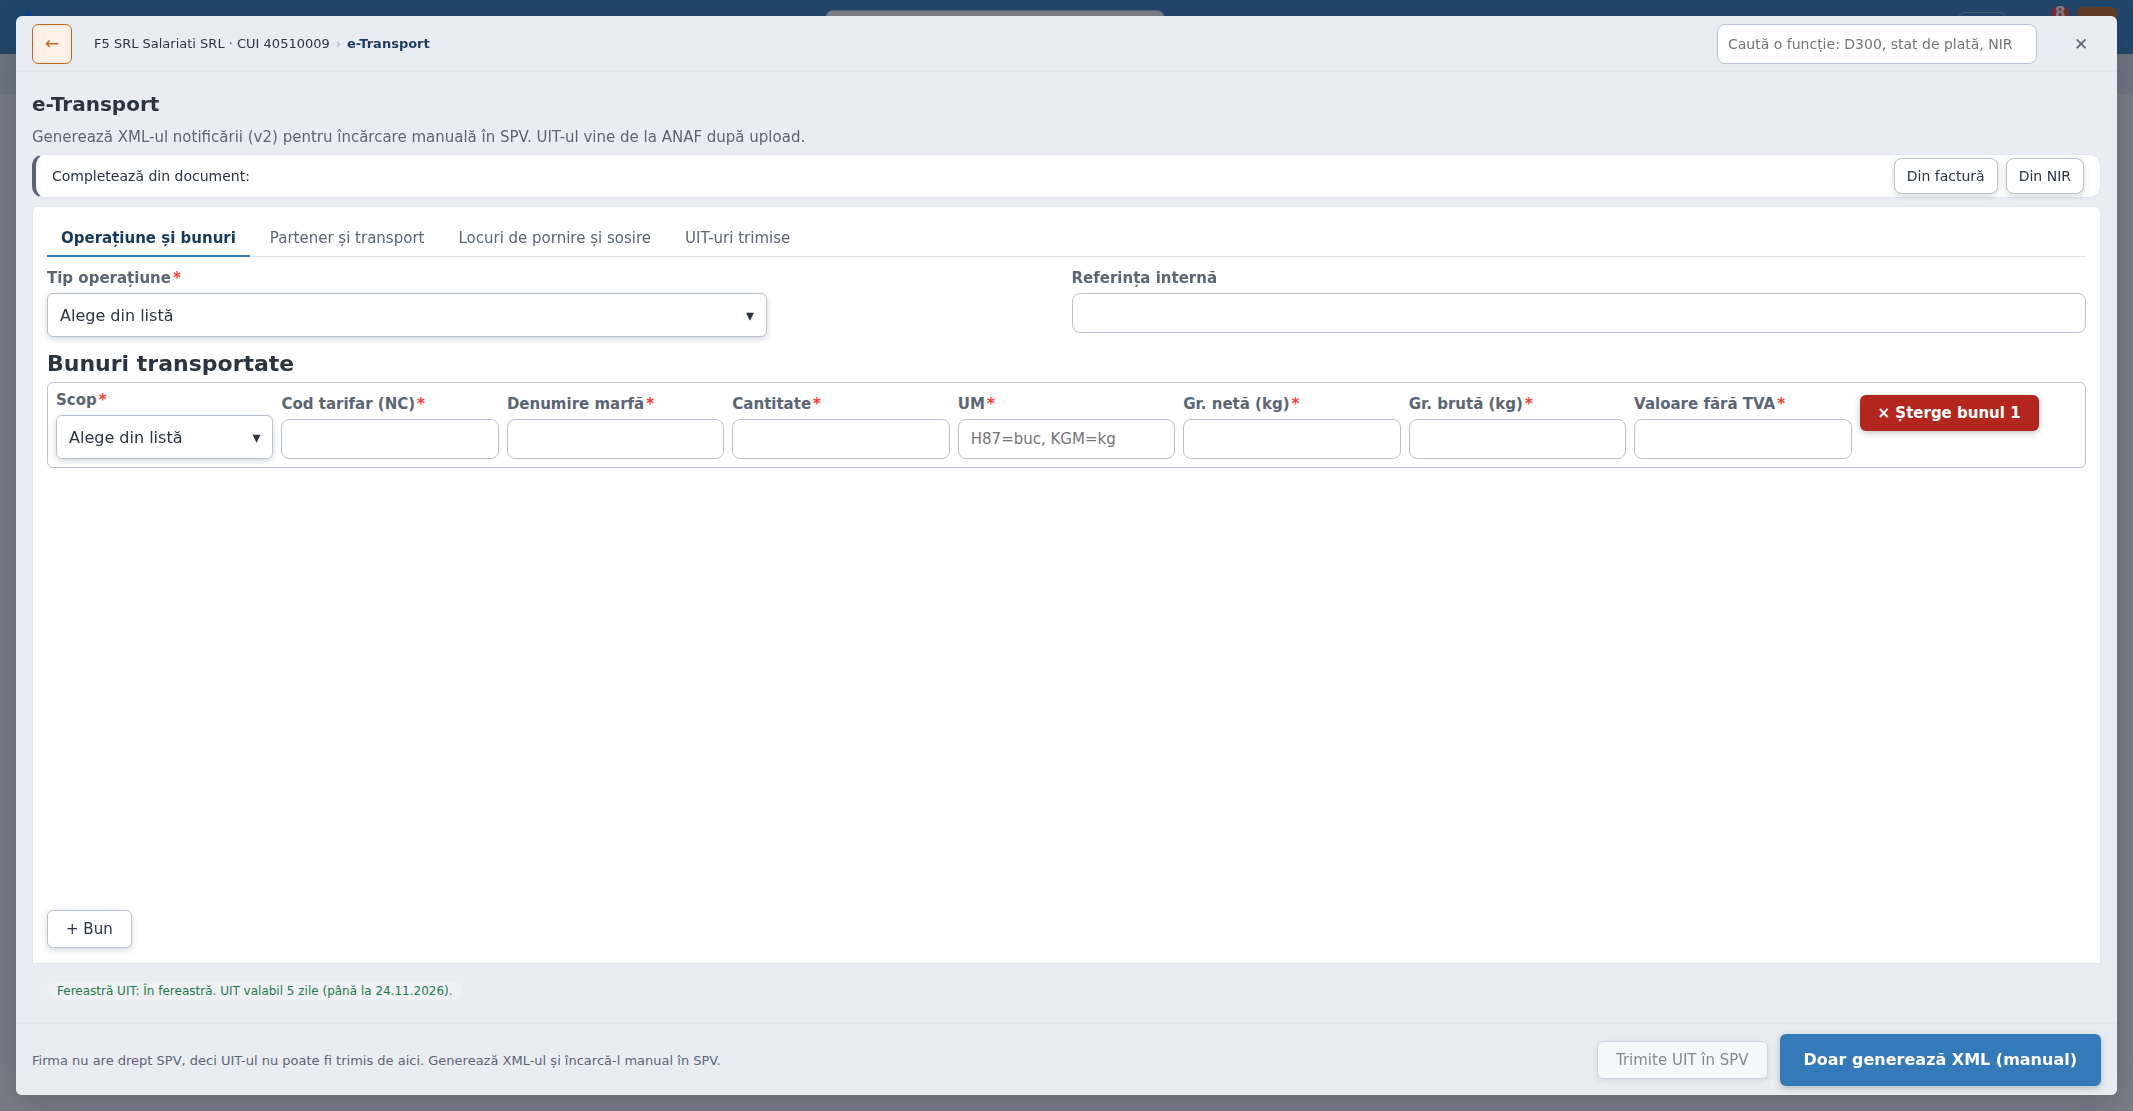 8
← F5 SRL Salariati SRL · CUI 40510009 › e-Transport
Caută o funcție: D300, stat de plată, NIR ✕
e-Transport
Generează XML-ul notificării (v2) pentru încărcare manuală în SPV. UIT-ul vine de la ANAF după upload.
Completează din document: Din factură Din NIR
Operațiune și bunuri Partener și transport Locuri de pornire și sosire UIT-uri trimise
Tip operațiune* Referința internă
Alege din listă ▼
Bunuri transportate
Scop* Cod tarifar (NC)* Denumire marfă* Cantitate* UM* Gr. netă (kg)* Gr. brută (kg)* Valoare fără TVA* × Șterge bunul 1
Alege din listă ▼ H87=buc, KGM=kg
+ Bun
Fereastră UIT: În fereastră. UIT valabil 5 zile (până la 24.11.2026).
Firma nu are drept SPV, deci UIT-ul nu poate fi trimis de aici. Generează XML-ul și încarcă-l manual în SPV.
Trimite UIT în SPV Doar generează XML (manual)